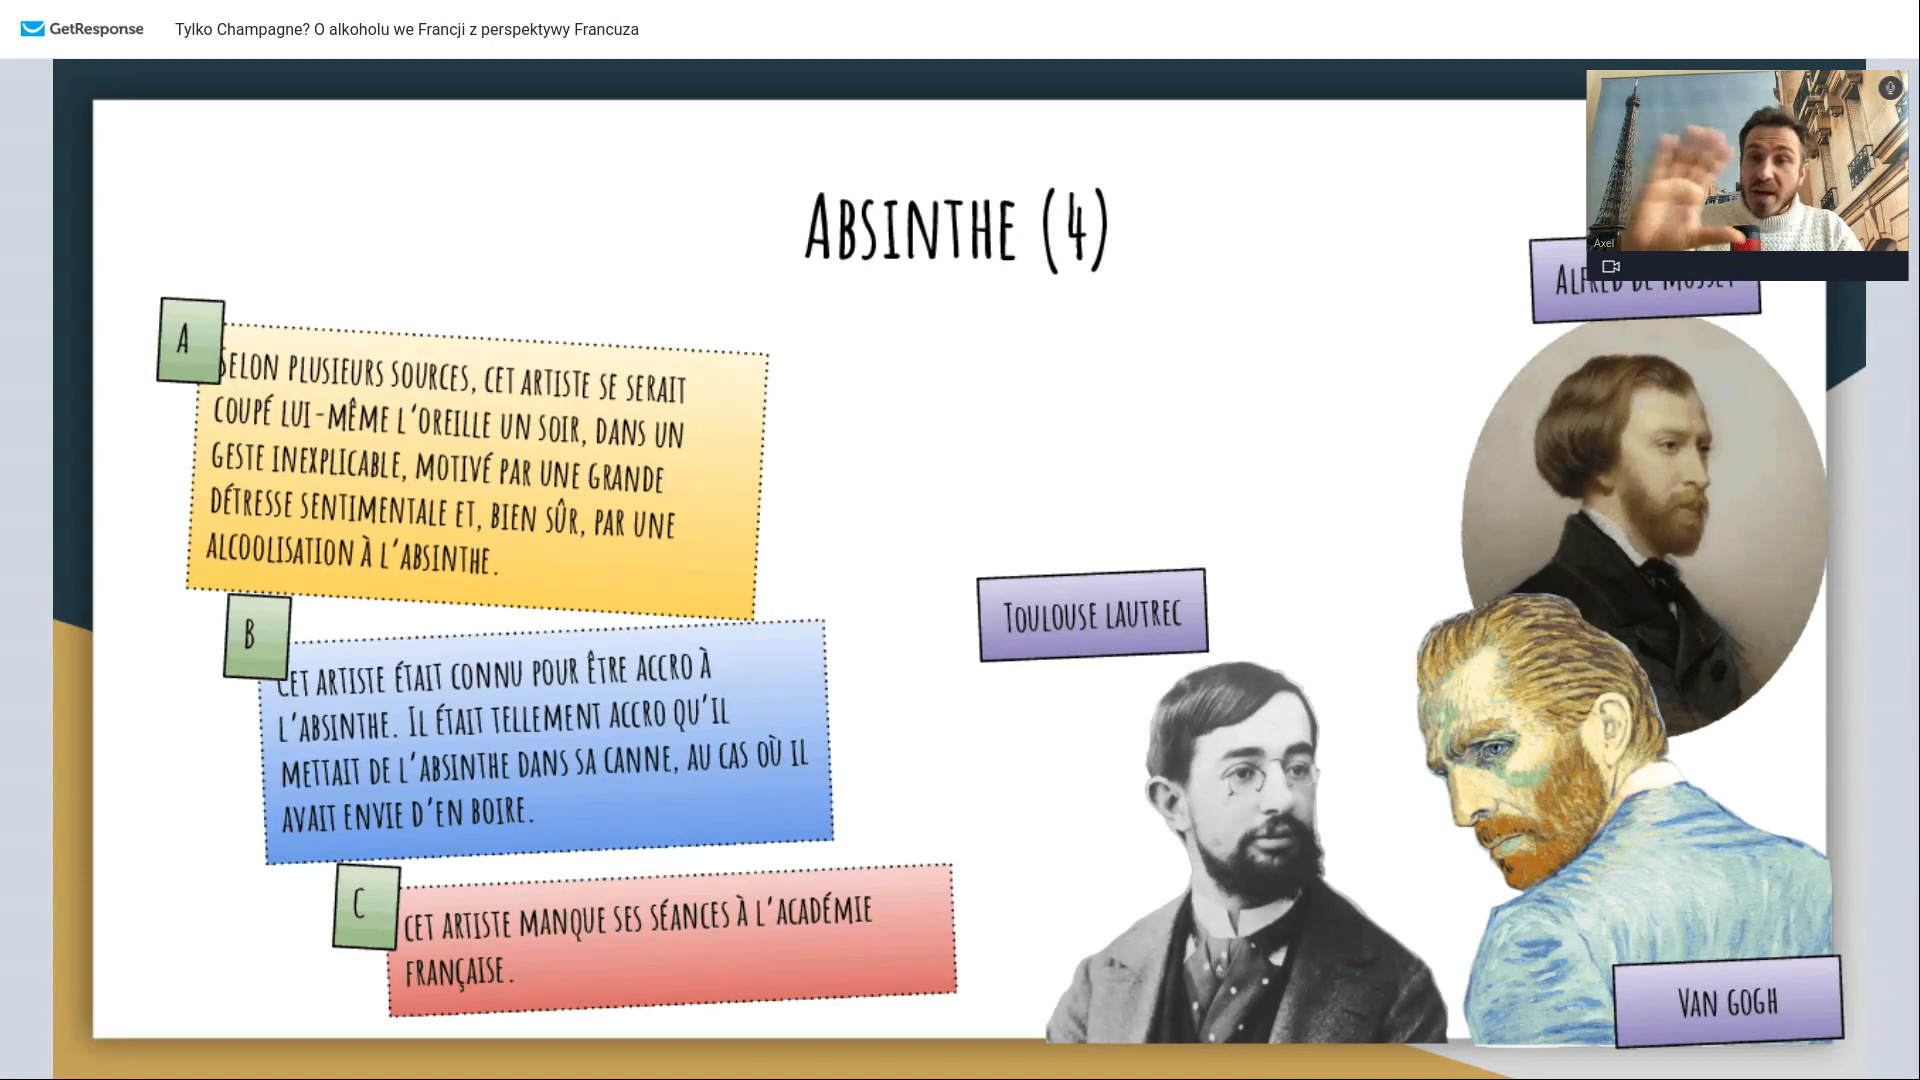 GetResponse
Tylko Champagne? O alkoholu we Francji z perspektywy Francuza
Axel
Absinthe (4)
Alfred de Musset
A
Selon plusieurs sources, cet artiste se serait
coupé lui-même l'oreille un soir, dans un
geste inexplicable, motivé par une grande
détresse sentimentale et, bien sûr, par une
alcoolisation à l'absinthe.
B
Cet artiste était connu pour être accro à
l'absinthe. Il était tellement accro qu'il
mettait de l'absinthe dans sa canne, au cas où il
avait envie d'en boire.
C
cet artiste manque ses séances à l'académie
française.
Toulouse Lautrec
Van gogh